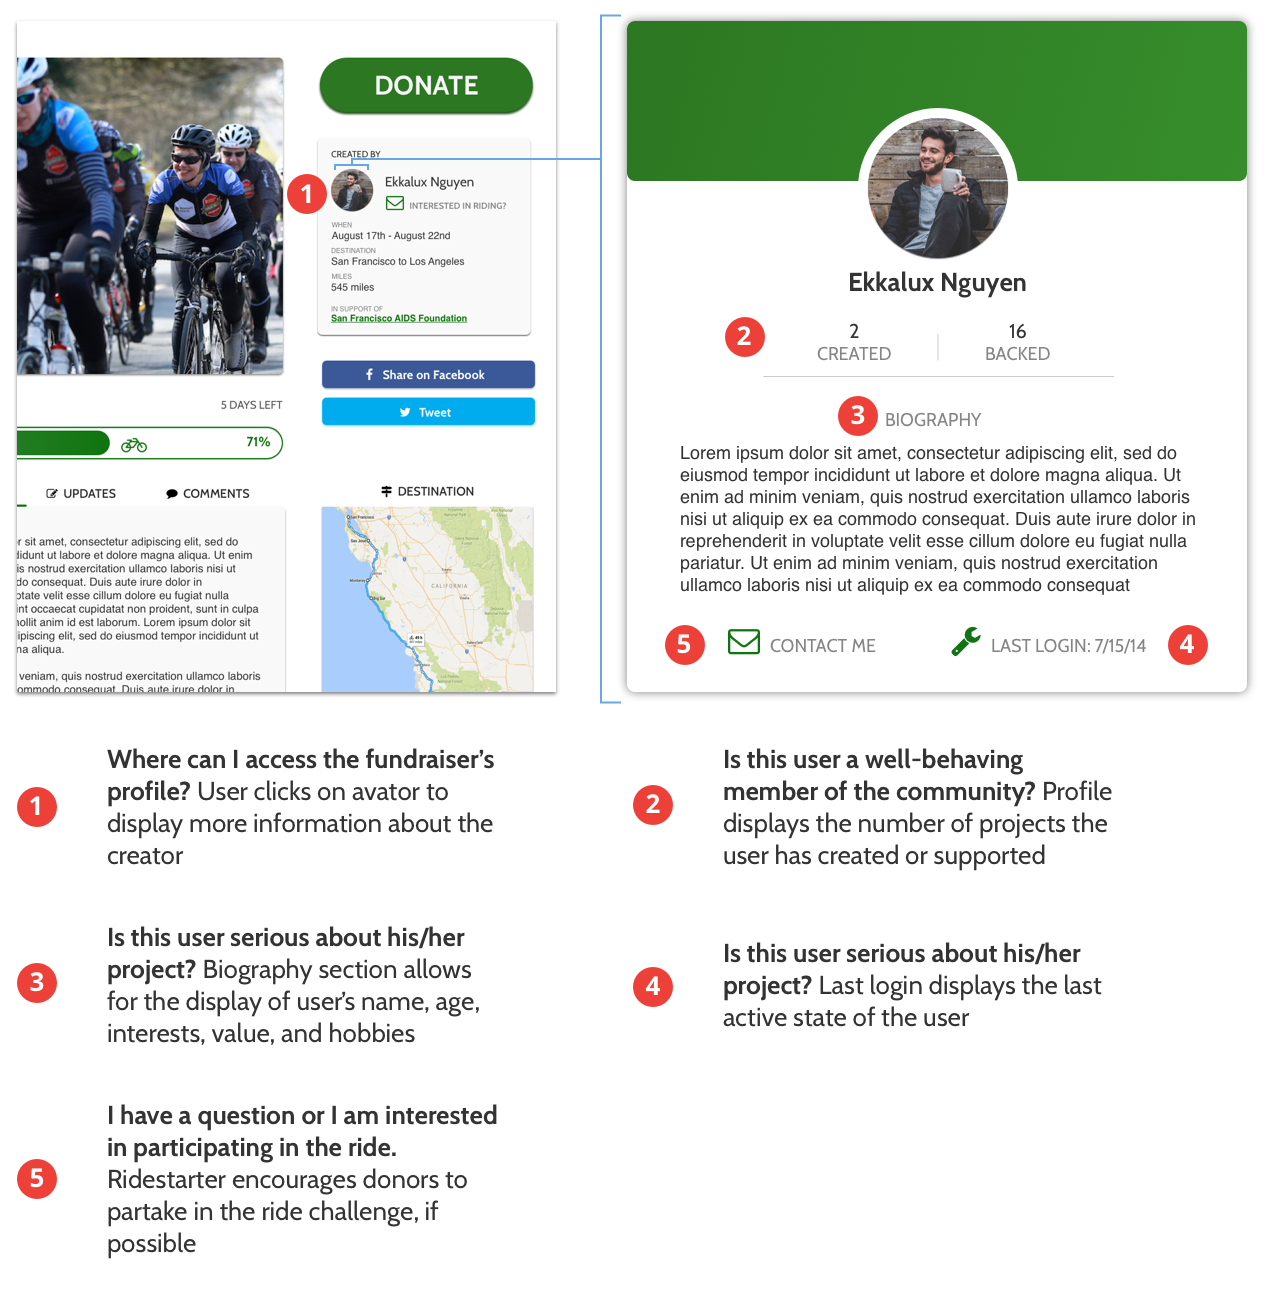 DONATE
CREATED BY
1
Ekkalux Nguyen
INTERESTED IN RIDING?
WHEN
August 17th - August 22nd
DESTINATION
San Francisco to Los Angeles
MILES
545 miles
IN SUPPORT OF
San Francisco AIDS Foundation
Share on Facebook
Tweet
5 DAYS LEFT
71%
UPDATES
COMMENTS
DESTINATION
r sit amet, consectetur adipiscing elit, sed do
didunt ut labore et dolore magna aliqua. Ut enim
is nostrud exercitation ullamco laboris nisi ut
do consequat. Duis aute irure dolor in
ptate velit esse cillum dolore eu fugiat nulla
int occaecat cupidatat non proident, sunt in culpa
nollit anim id est laborum. Lorem ipsum dolor sit
ipiscing elit, sed do eiusmod tempor incididunt ut
na aliqua.
veniam, quis nostrud exercitation ullamco laboris
ommodo consequat. Duis aute irure dolor in
San Francisco
San Jose
Monterey
Big Sur
CALIFORNIA
Ekkalux Nguyen
2
2
CREATED
16
BACKED
3
BIOGRAPHY
Lorem ipsum dolor sit amet, consectetur adipiscing elit, sed do
eiusmod tempor incididunt ut labore et dolore magna aliqua. Ut
enim ad minim veniam, quis nostrud exercitation ullamco laboris
nisi ut aliquip ex ea commodo consequat. Duis aute irure dolor in
reprehenderit in voluptate velit esse cillum dolore eu fugiat nulla
pariatur. Ut enim ad minim veniam, quis nostrud exercitation
ullamco laboris nisi ut aliquip ex ea commodo consequat
5
CONTACT ME
LAST LOGIN: 7/15/14
4
1
Where can I access the fundraiser's
profile? User clicks on avator to
display more information about the
creator
2
Is this user a well-behaving
member of the community? Profile
displays the number of projects the
user has created or supported
3
Is this user serious about his/her
project? Biography section allows
for the display of user's name, age,
interests, value, and hobbies
4
Is this user serious about his/her
project? Last login displays the last
active state of the user
5
I have a question or I am interested
in participating in the ride.
Ridestarter encourages donors to
partake in the ride challenge, if
possible